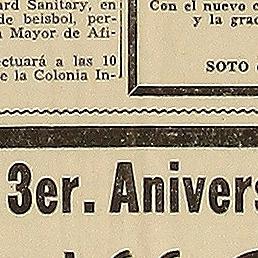 ard Sanitary, en
de beisbol, per-
Mayor de Afi-
ectuará a las 10
e la Colonia In-
Con el nuevo
y la gra
SOTO
3er. Anivers